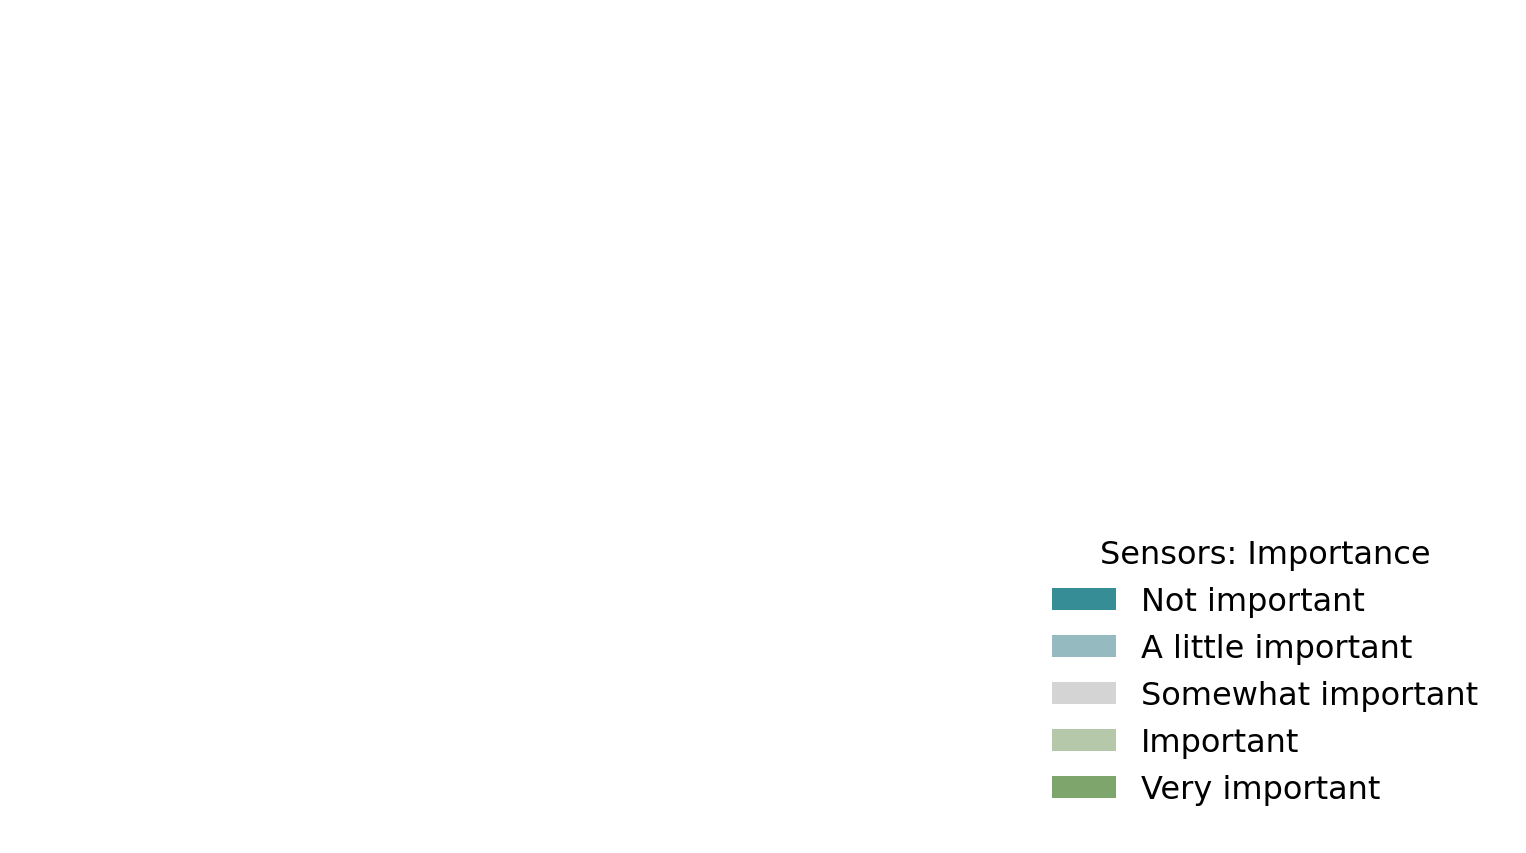 Sensors: Importance
Not important
A little important
Somewhat important
Important
Very important